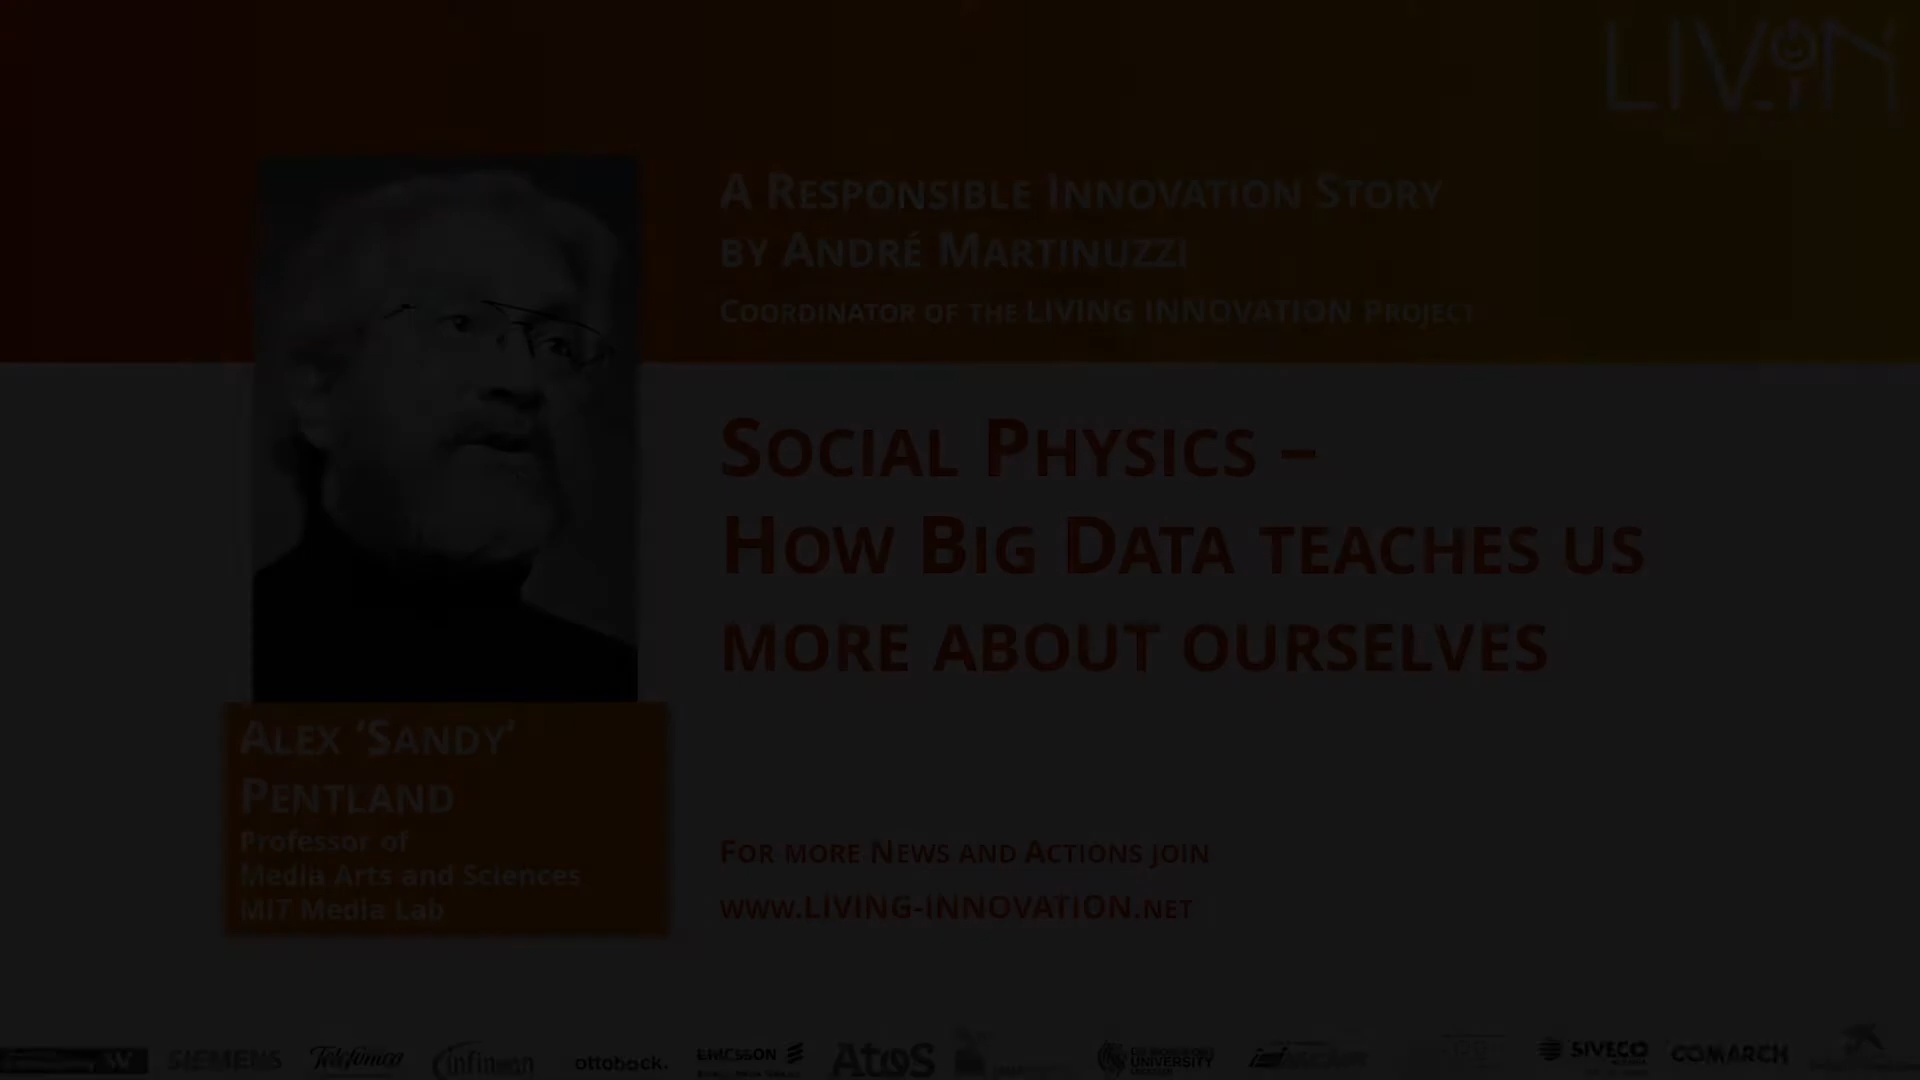 LIV.IN
A RESPONSIBLE INNOVATION STORY
BY ANDRÉ MARTINUZZI
COORDINATOR OF THE LIVING INNOVATION PROJECT
SOCIAL PHYSICS –
HOW BIG DATA TEACHES US
MORE ABOUT OURSELVES
ALEX ‘SANDY’
PENTLAND
Professor of
Media Arts and Sciences
MIT Media Lab
FOR MORE NEWS AND ACTIONS JOIN
WWW.LIVING-INNOVATION.NET
SIEMENS
Telefónica
infineon
ottobock.
ERICSSON
Atos
UNIVERSITY
SIVECO
COMARCH